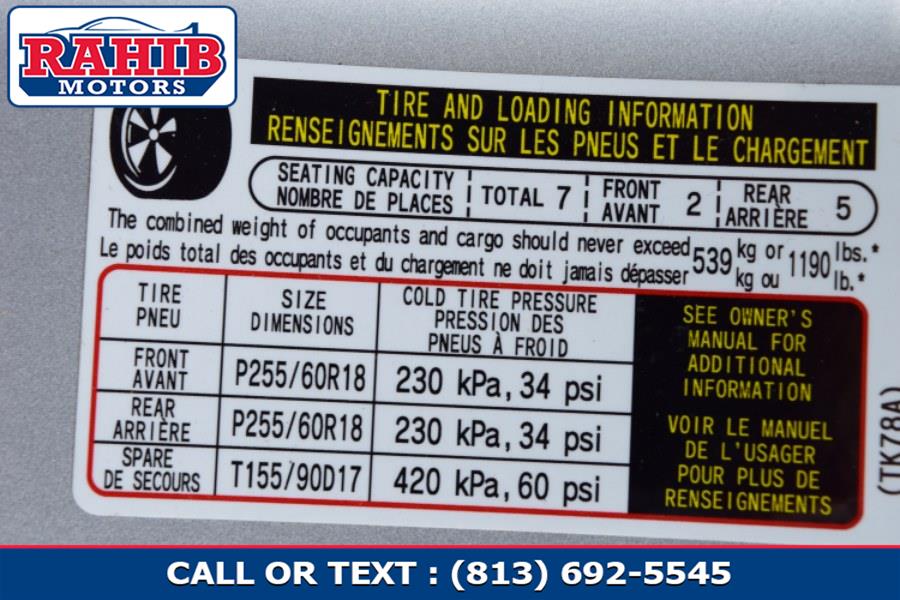 RAHIB
MOTORS
TIRE AND LOADING INFORMATION
RENSEIGNEMENTS SUR LES PNEUS ET LE CHARGEMENT
SEATING CAPACITY
NOMBRE DE PLACES
TOTAL 7
FRONT
AVANT
2
REAR
ARRIÈRE
5
The combined weight of occupants and cargo should never exceed
Le poids total des occupants et du chargement ne doit jamais dépasser
539
kg or
kg ou
1190
lbs.*
lb.*
TIRE
PNEU
SIZE
DIMENSIONS
COLD TIRE PRESSURE
PRESSION DES
PNEUS À FROID
FRONT
AVANT
P255/60R18
230 kPa, 34 psi
REAR
ARRIÈRE
P255/60R18
230 kPa, 34 psi
SPARE
DE SECOURS
T155/90D17
420 kPa, 60 psi
SEE OWNER'S
MANUAL FOR
ADDITIONAL
INFORMATION
VOIR LE MANUEL
DE L'USAGER
POUR PLUS DE
RENSEIGNEMENTS
(TK78A)
CALL OR TEXT : (813) 692-5545